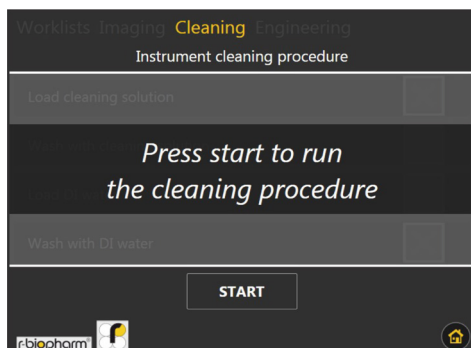 Worklists Imaging Cleaning Engineering
Instrument cleaning procedure
Load cleaning solution
Press start to run
the cleaning procedure
Wash with DI water
START
r-biopharm®